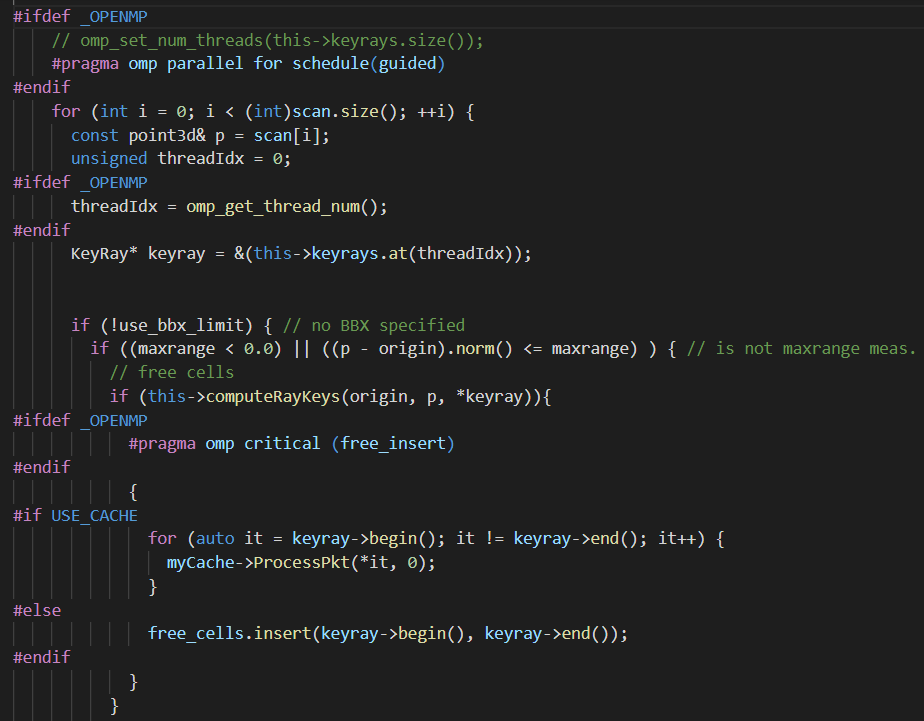 #ifdef _OPENMP
    // omp_set_num_threads(this->keyrays.size());
    #pragma omp parallel for schedule(guided)
#endif
    for (int i = 0; i < (int)scan.size(); ++i) {
      const point3d& p = scan[i];
      unsigned threadIdx = 0;
#ifdef _OPENMP
      threadIdx = omp_get_thread_num();
#endif
      KeyRay* keyray = &(this->keyrays.at(threadIdx));


      if (!use_bbx_limit) { // no BBX specified
        if ((maxrange < 0.0) || ((p - origin).norm() <= maxrange) ) { // is not maxrange meas.
          // free cells
          if (this->computeRayKeys(origin, p, *keyray)){
#ifdef _OPENMP
            #pragma omp critical (free_insert)
#endif
            {
#if USE_CACHE
              for (auto it = keyray->begin(); it != keyray->end(); it++) {
                myCache->ProcessPkt(*it, 0);
              }
#else
              free_cells.insert(keyray->begin(), keyray->end());
#endif
            }
          }